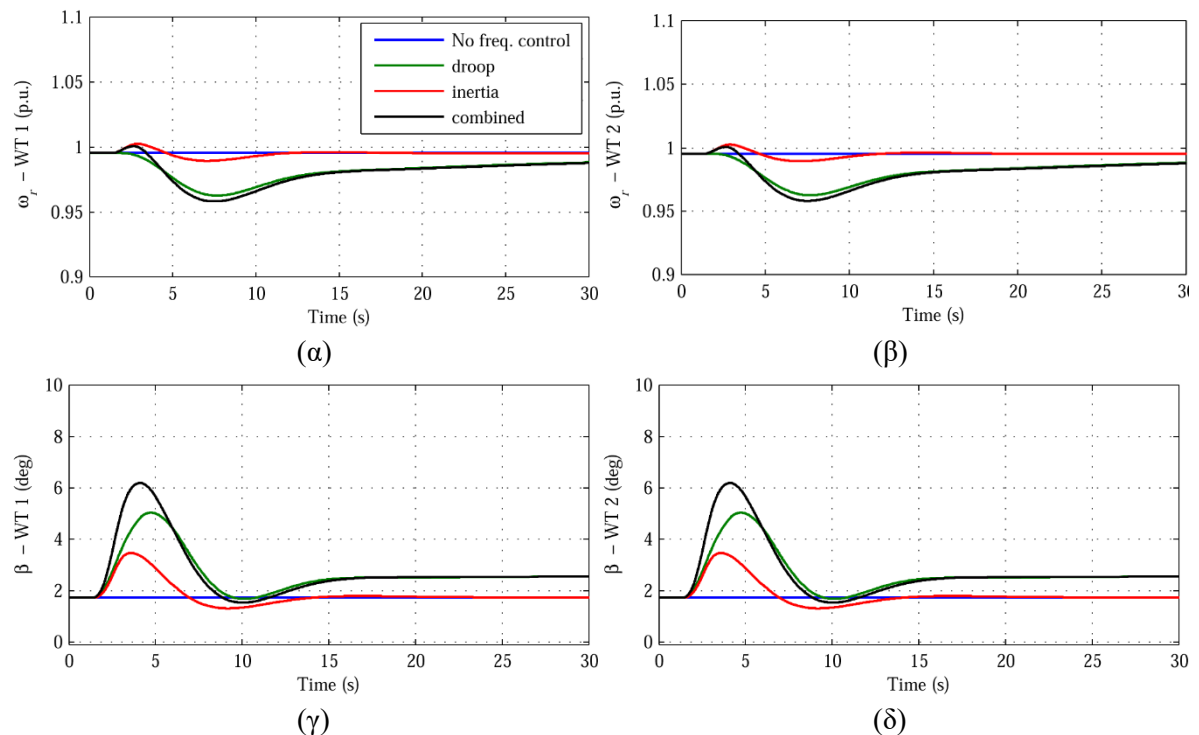 1.1
1.05
1
0.95
0.9
ω_r – WT 1 (p.u.)
No freq. control
droop
inertia
combined
0 5 10 15 20 25 30
Time (s)
(α)
1.1
1.05
1
0.95
0.9
ω_r – WT 2 (p.u.)
0 5 10 15 20 25 30
Time (s)
(β)
10
8
6
4
2
0
β – WT 1 (deg)
0 5 10 15 20 25 30
Time (s)
(γ)
10
8
6
4
2
0
β – WT 2 (deg)
0 5 10 15 20 25 30
Time (s)
(δ)